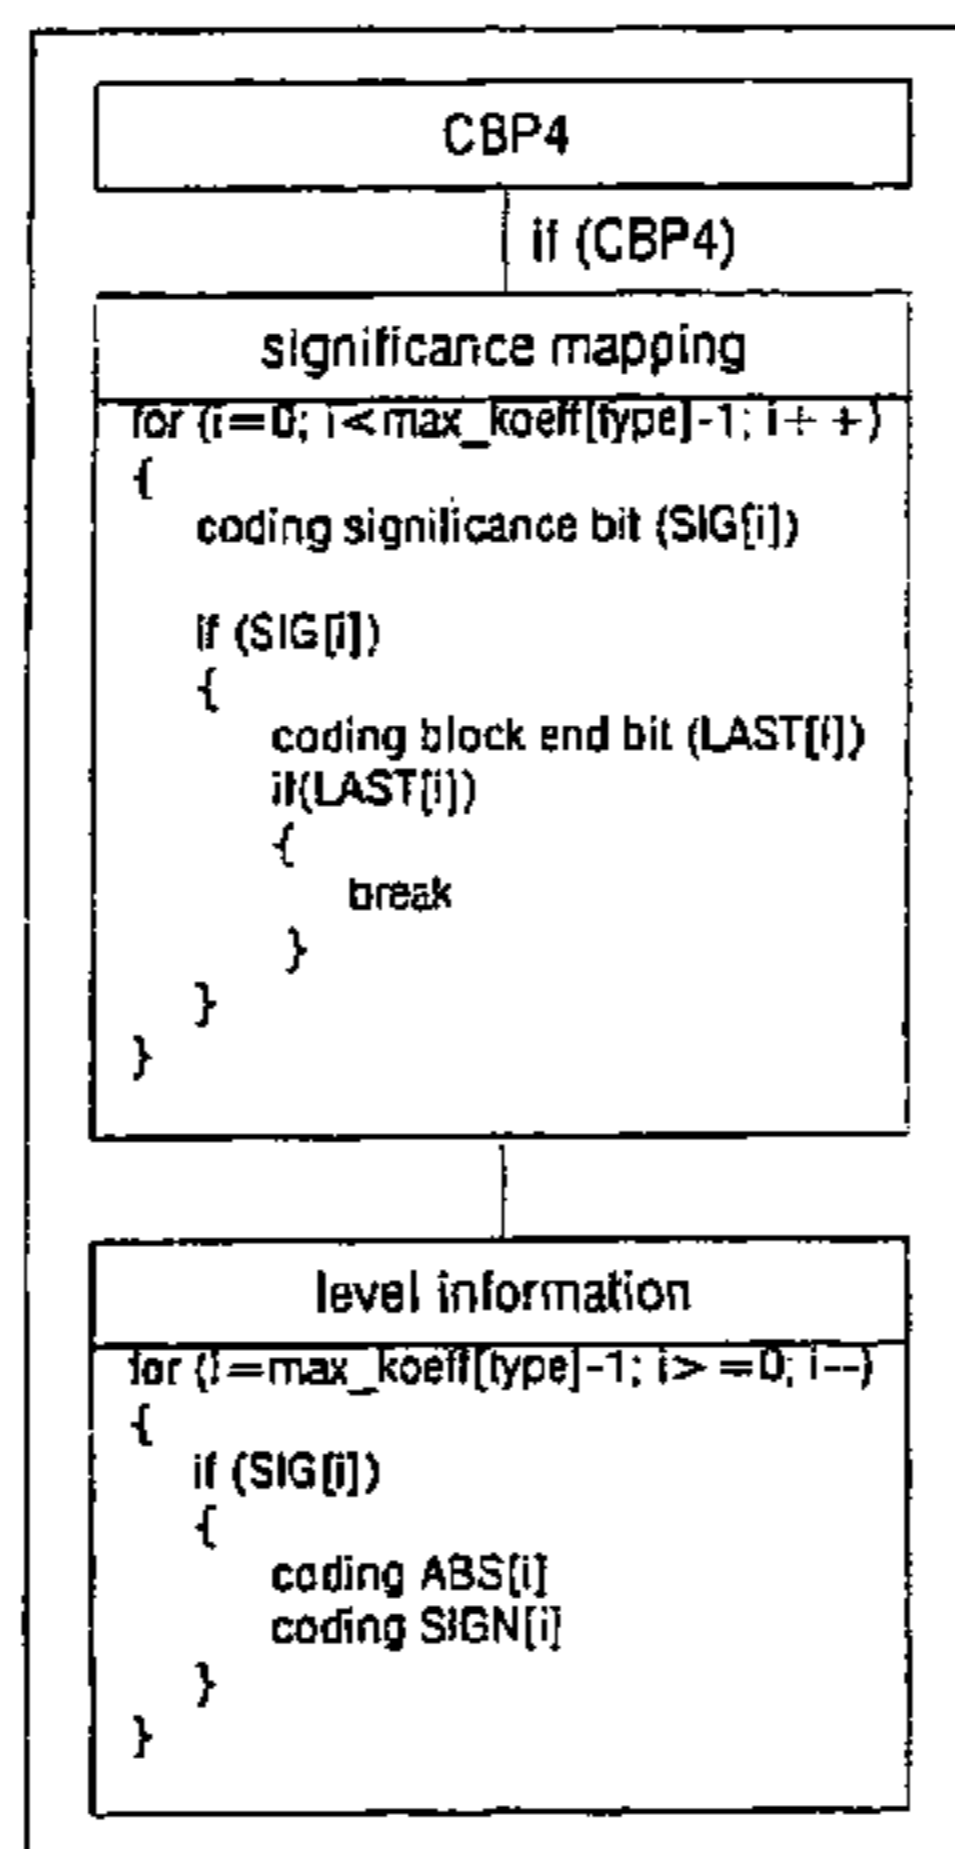 CBP4
if (CBP4)
significance mapping
for (i=0; i<max_koeff[type]-1; i++)
{
coding significance bit (SIG[i])
if (SIG[i])
{
coding block end bit (LAST[i])
if(LAST[i])
{
break
}
}
}
level information
for (i=max_koeff[type]-1; i>=0; i--)
{
if (SIG[i])
{
coding ABS[i]
coding SIGN[i]
}
}